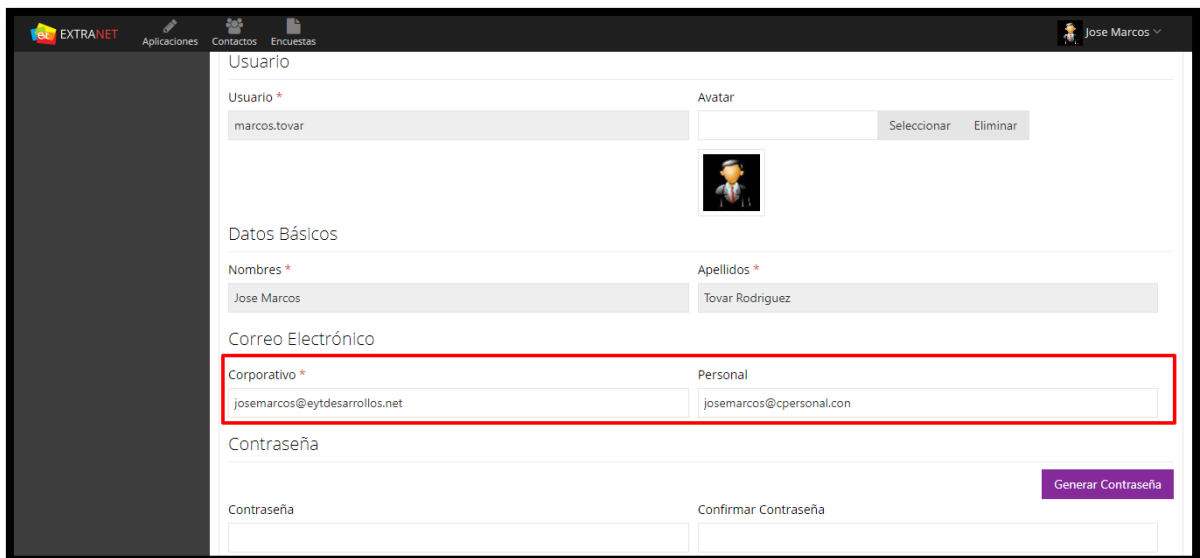 et EXTRANET Aplicaciones Contactos Encuestas Jose Marcos
Usuario
Usuario * Avatar
marcos.tovar Seleccionar Eliminar
Datos Básicos
Nombres * Apellidos *
Jose Marcos Tovar Rodriguez
Correo Electrónico
Corporativo * Personal
josemarcos@eytdesarrollos.net josemarcos@cpersonal.con
Contraseña
Generar Contraseña
Contraseña Confirmar Contraseña